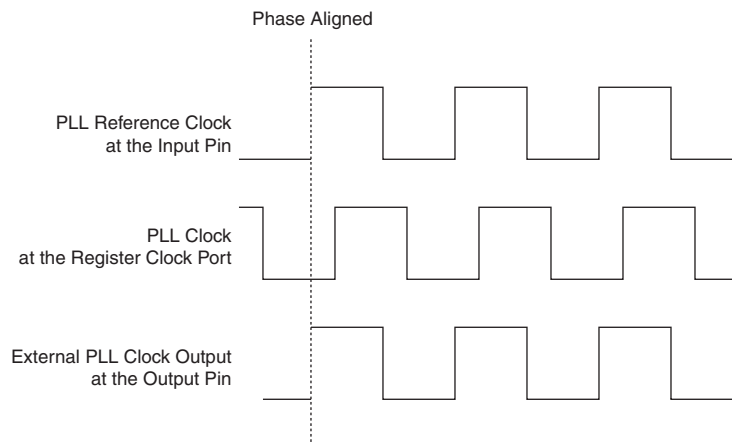 Phase Aligned
PLL Reference Clock
at the Input Pin
PLL Clock
at the Register Clock Port
External PLL Clock Output
at the Output Pin